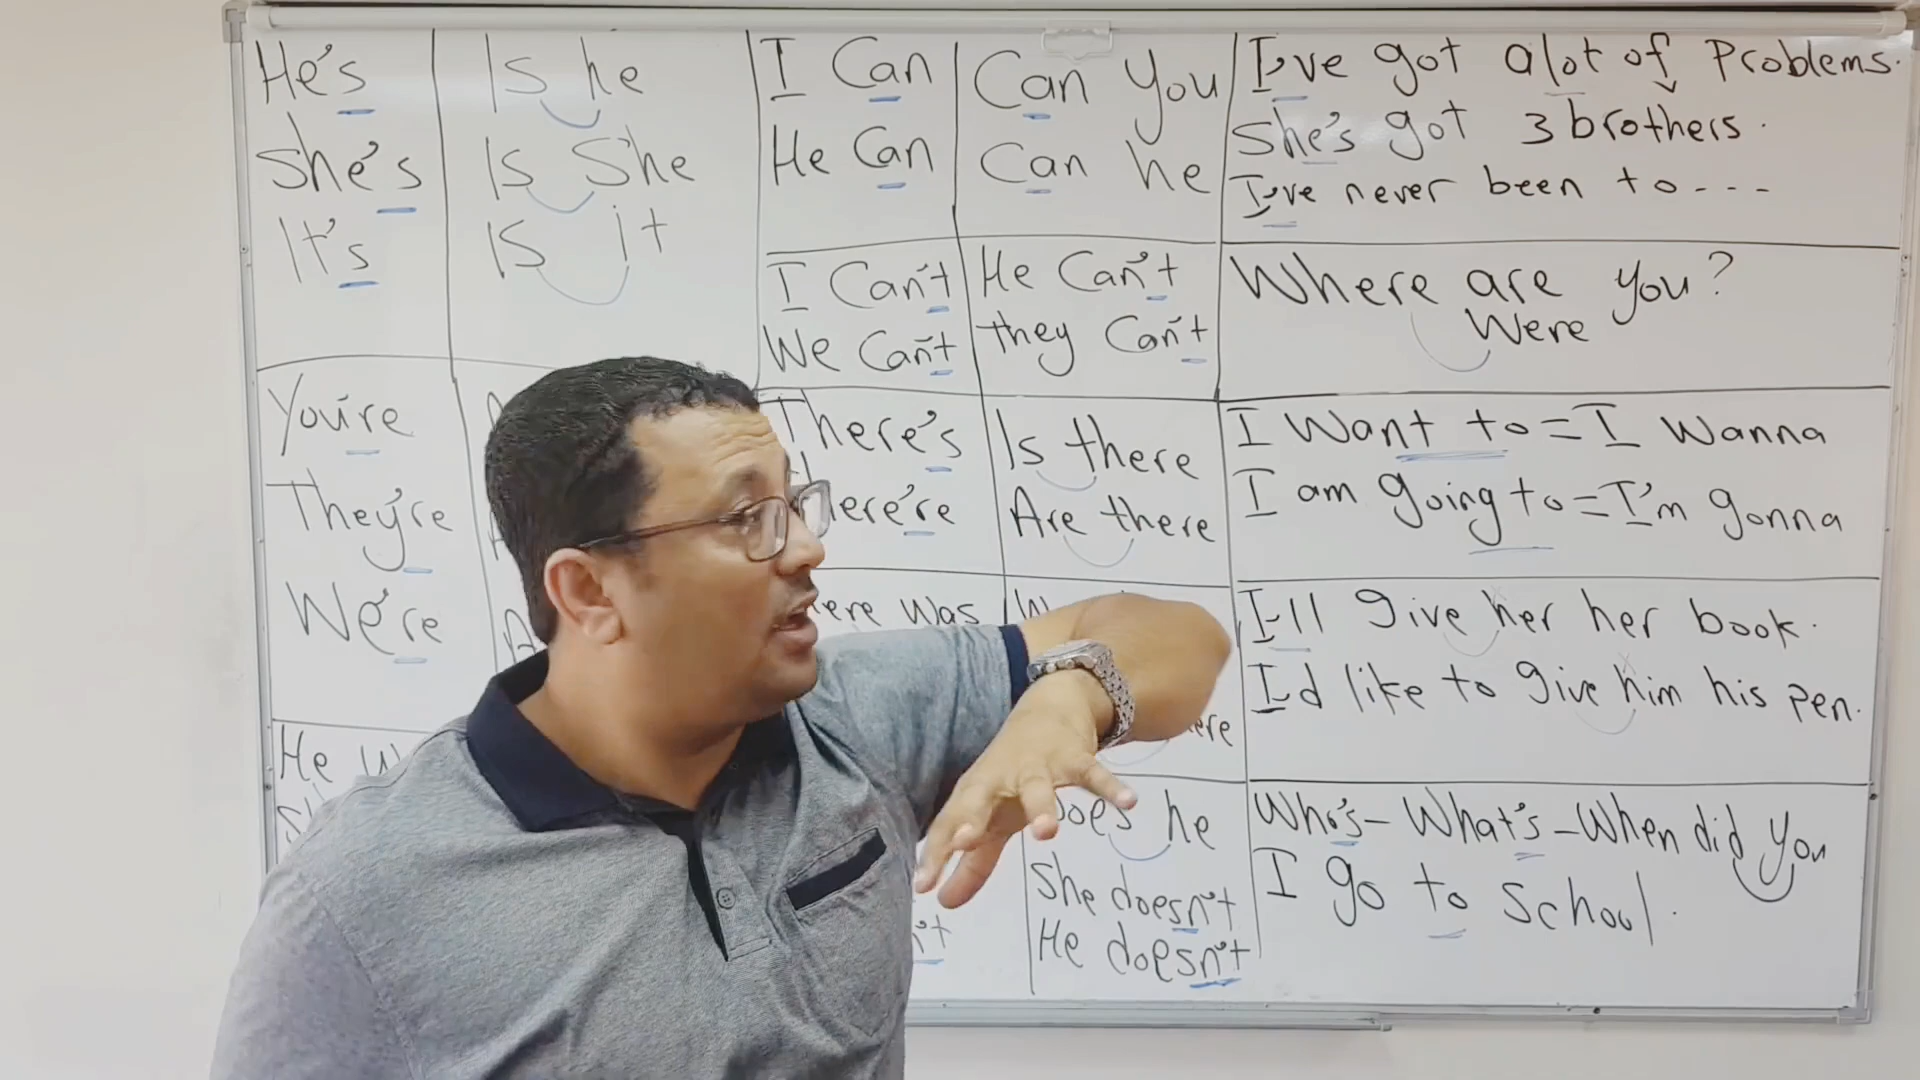 He's
She's
It's
Is he
Is She
Is it
I Can
He Can
Can You
Can he
I've got alot of Problems.
She's got 3 brothers.
I've never been to ---
I Can't
We Can't
He Can't
they Can't
Where are you?
Were
You're
They're
We're
There's
There're
Is there
Are there
I Want to = I Wanna
I am going to = I'm gonna
Was
I'll give her her book.
I'd like to give him his pen.
He
Does he
She doesn't
He doesn't
Who's - What's - When did you
I go to School.